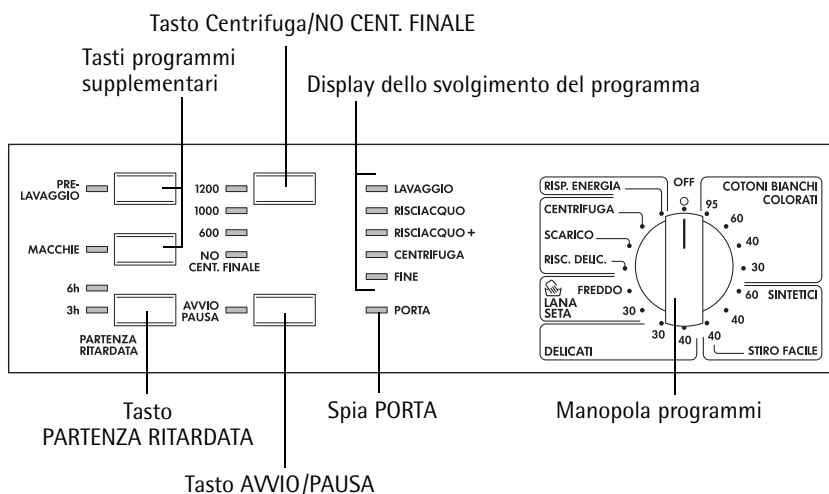 Tasto Centrifuga/NO CENT. FINALE
Tasti programmi
supplementari
Display dello svolgimento del programma
PRE-
LAVAGGIO
MACCHIE
6h
3h
PARTENZA
RITARDATA
1200
1000
600
NO
CENT. FINALE
AVVIO
PAUSA
LAVAGGIO
RISCIACQUO
RISCIACQUO +
CENTRIFUGA
FINE
PORTA
RISP. ENERGIA
OFF
COTONI BIANCHI
COLORATI
CENTRÍFUGA
SCARICO
RISC. DELIC.
FREDDO
LANA
SETA
30
DELICATI
30
40
95
60
40
30
60
SINTETICI
40
40
STIRO FACILE
Tasto
PARTENZA RITARDATA
Spia PORTA
Manopola programmi
Tasto AVVIO/PAUSA